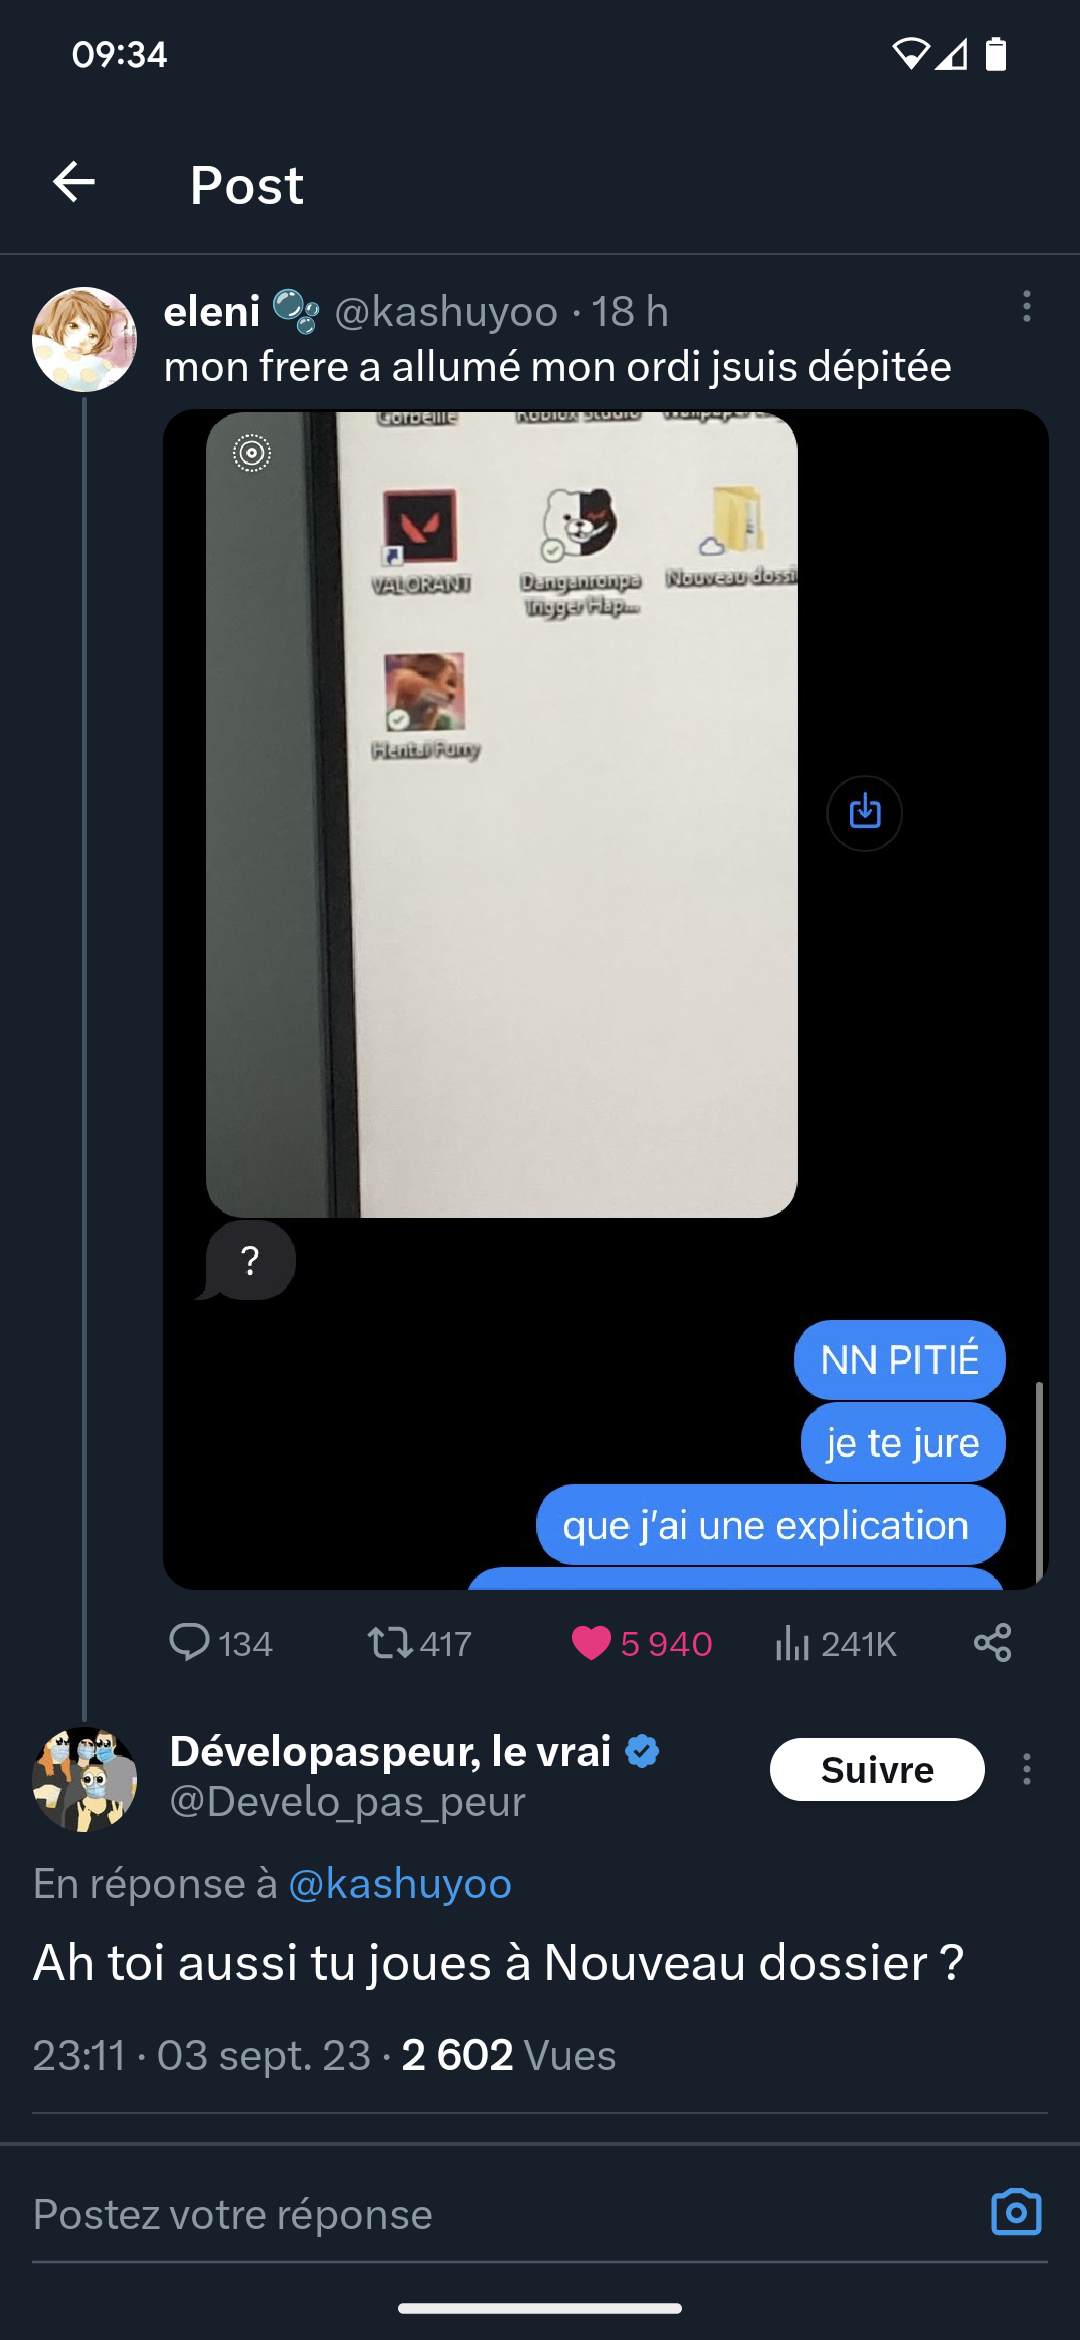 09:34
Post
eleni 🫧 @kashuyoo · 18 h
mon frere a allumé mon ordi jsuis dépitée
Corbeille Roblox Studio Wallpaper
VALORANT
Danganronpa
Trigger Hap...
Nouveau dossi
Hentai Furry
?
NN PITIÉ
je te jure
que j'ai une explication
134 417 5 940 241K
Dévelopaspeur, le vrai
Suivre
@Develo_pas_peur
En réponse à @kashuyoo
Ah toi aussi tu joues à Nouveau dossier ?
23:11 · 03 sept. 23 · 2 602 Vues
Postez votre réponse